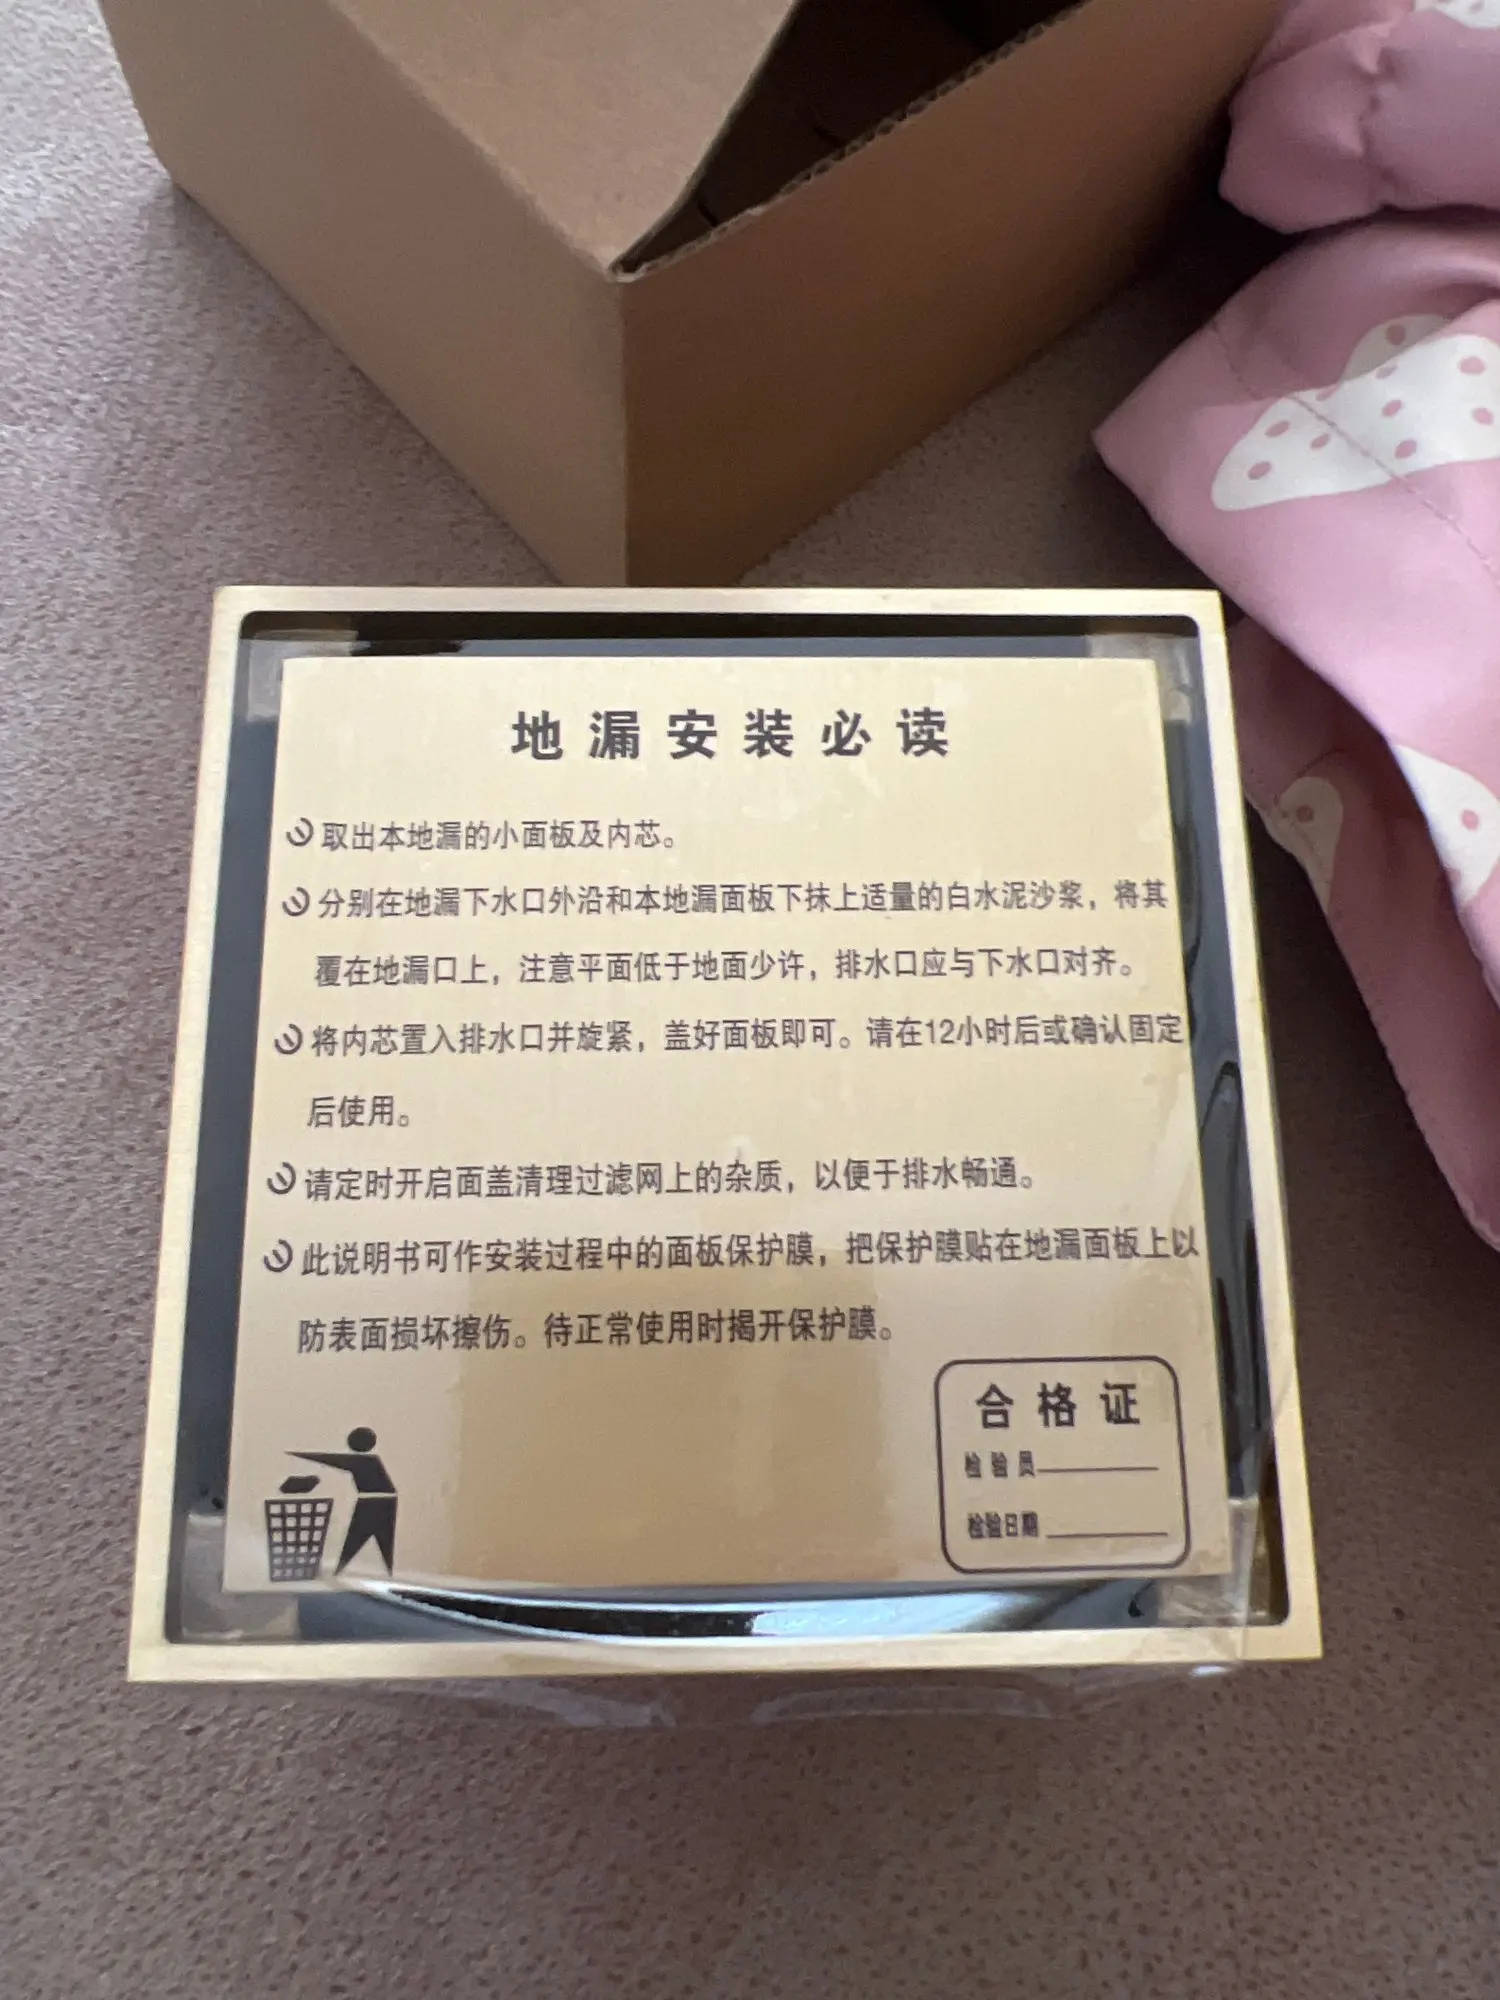 地漏安装必读
取出本地漏的小面板及内芯。
分别在地漏下水口外沿和本地漏面板下抹上适量的白水泥沙浆，将其
覆在地漏口上，注意平面低于地面少许，排水口应与下水口对齐。
将内芯置入排水口并旋紧，盖好面板即可。请在12小时后或确认固定
后使用。
请定时开启面盖清理过滤网上的杂质，以便于排水畅通。
此说明书可作安装过程中的面板保护膜，把保护膜贴在地漏面板上以
防表面损坏擦伤。待正常使用时揭开保护膜。
合格证
检验员
检验日期